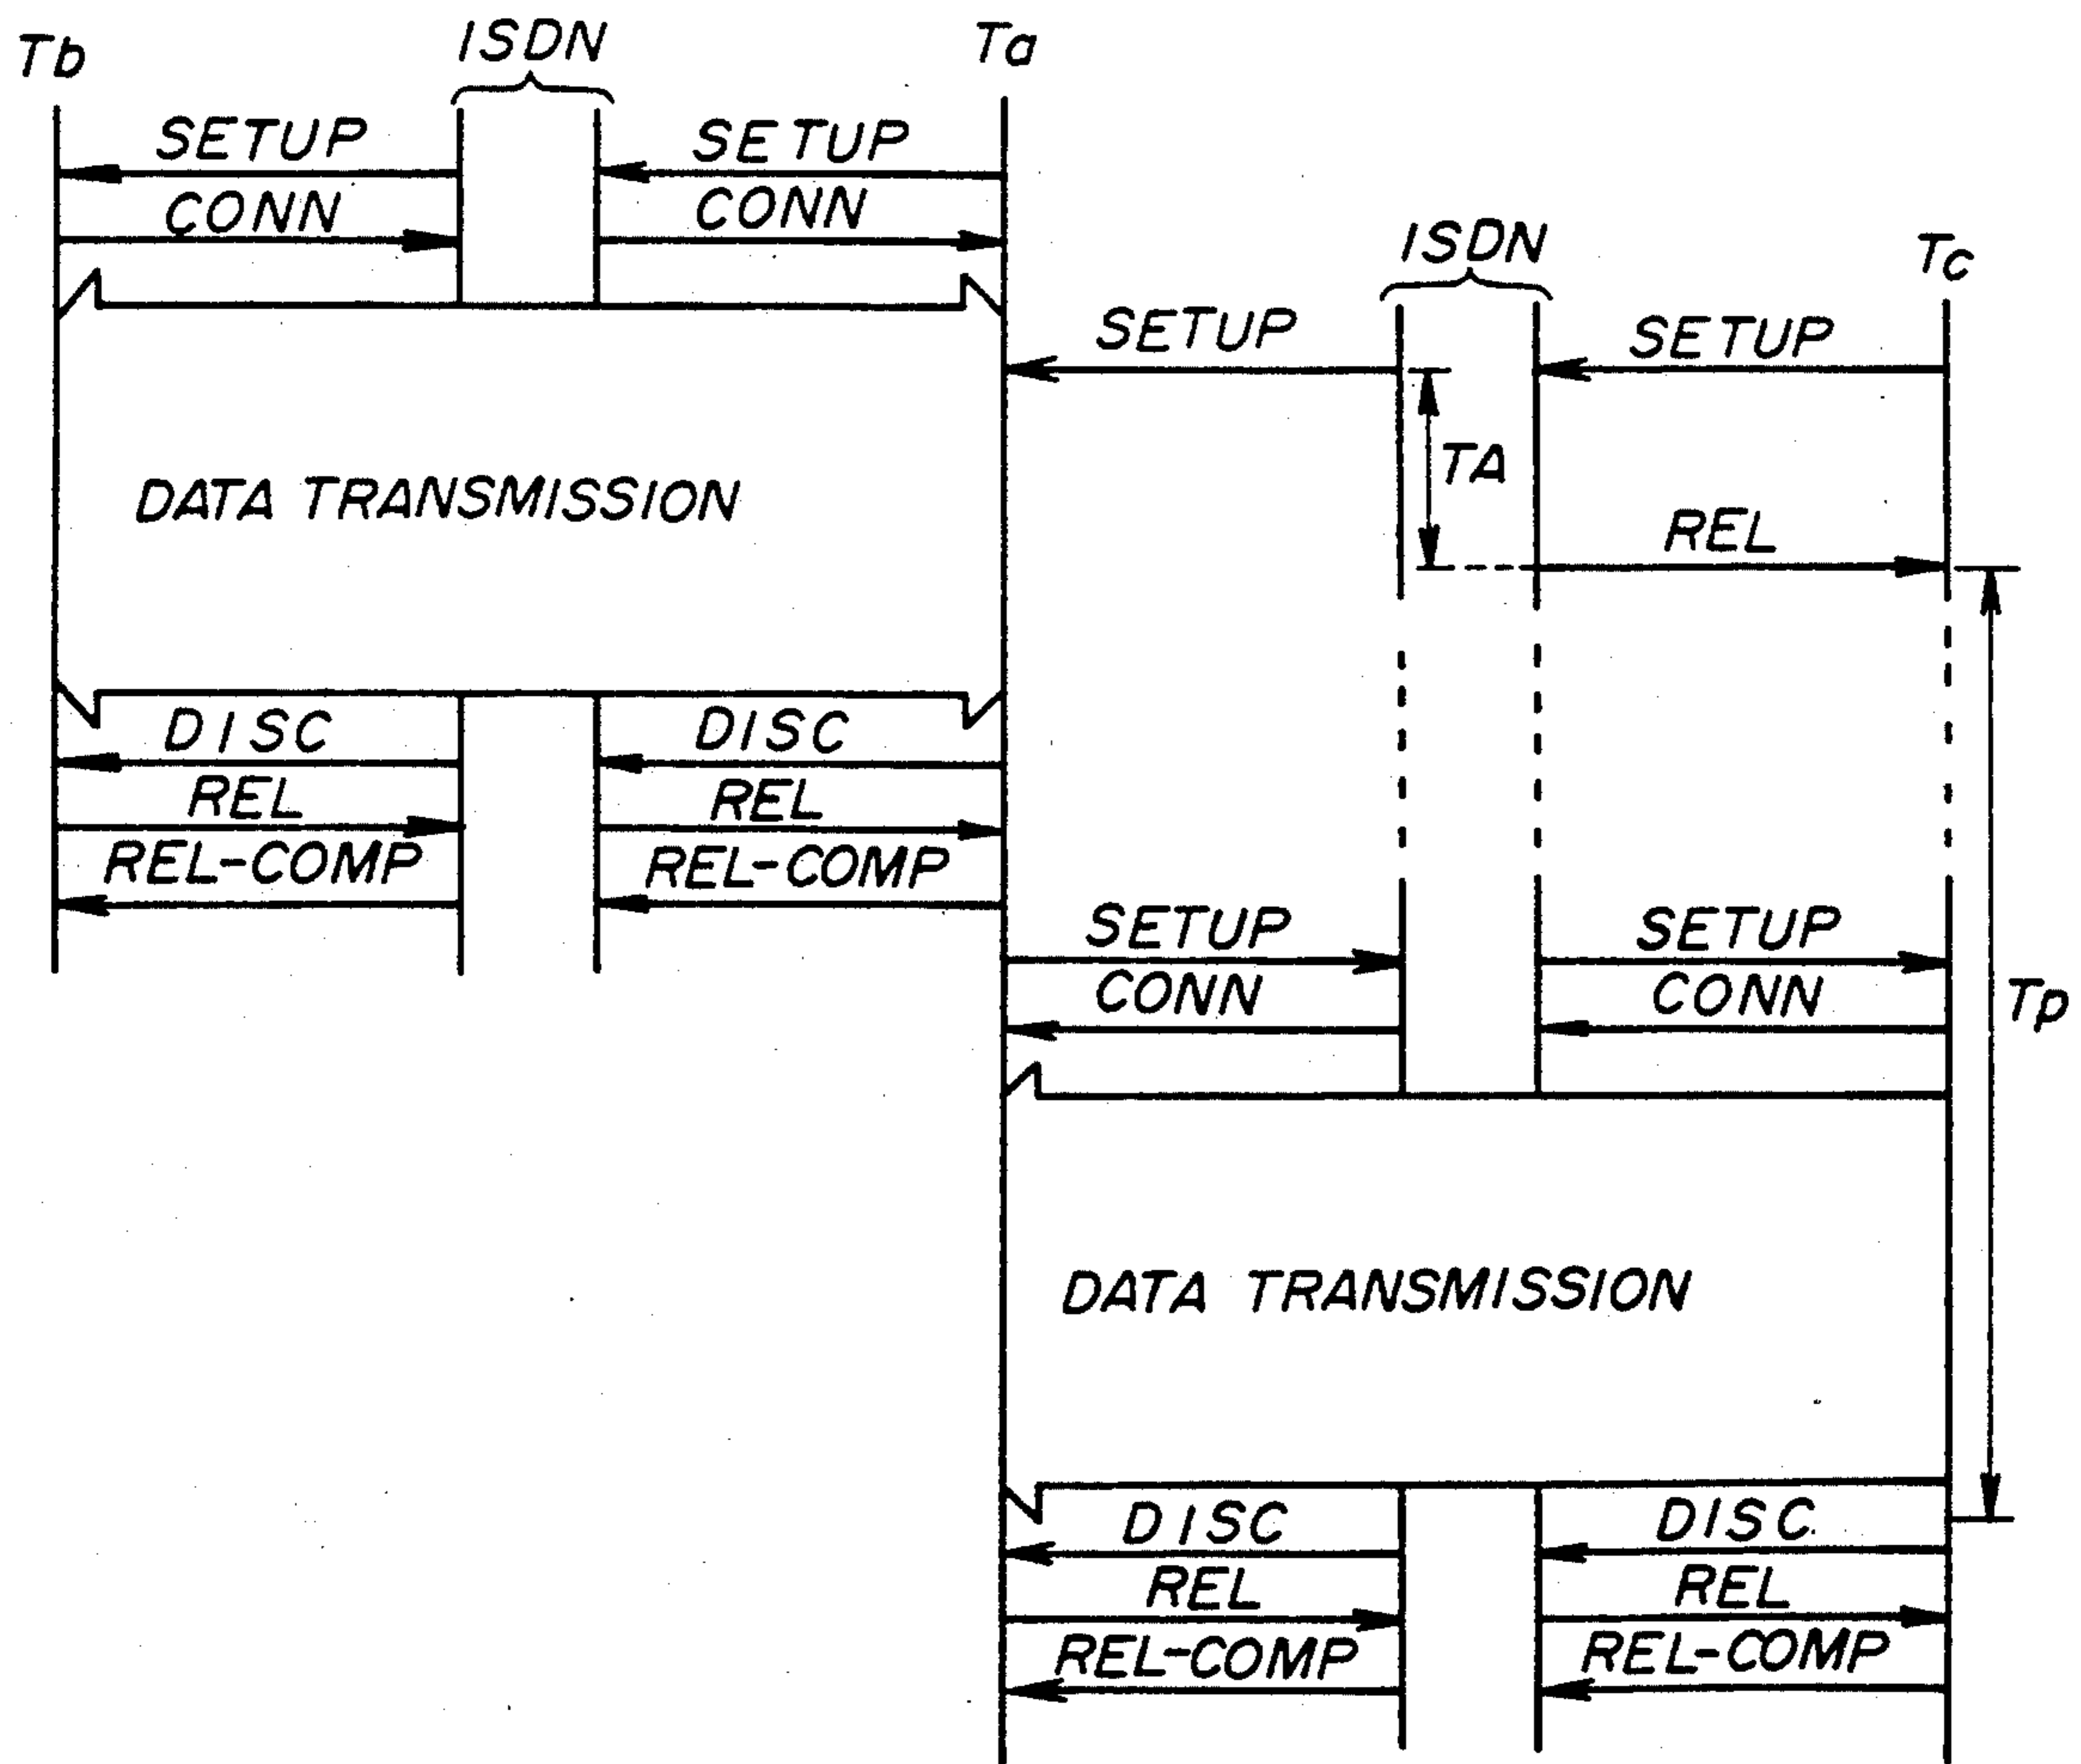 Tb
ISDN
Ta
SETUP
SETUP
CONN
CONN
ISDN
Tc
SETUP
SETUP
TA
DATA TRANSMISSION
REL
DISC
DISC
REL
REL
REL-COMP
REL-COMP
SETUP
SETUP
CONN
CONN
Tp
DATA TRANSMISSION
DISC
DISC
REL
REL
REL-COMP
REL-COMP